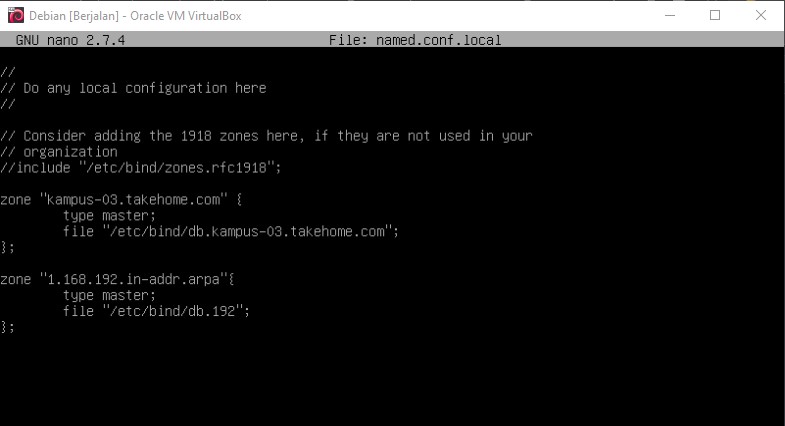 Debian [Berjalan] - Oracle VM VirtualBox
GNU nano 2.7.4 File: named.conf.local
//
// Do any local configuration here
//
// Consider adding the 1918 zones here, if they are not used in your
// organization
//include "/etc/bind/zones.rfc1918";
zone "kampus-03.takehome.com" {
type master;
file "/etc/bind/db.kampus-03.takehome.com";
};
zone "1.168.192.in-addr.arpa"{
type master;
file "/etc/bind/db.192";
};